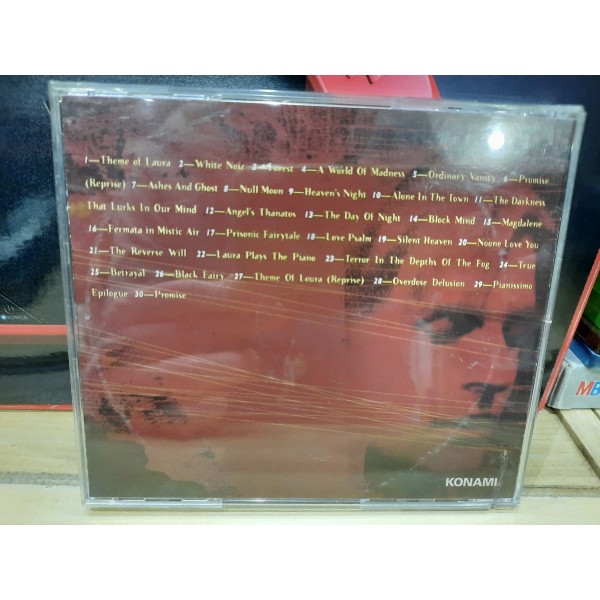 1—Theme of Laura 2—White Noiz 3—Forest 4—A World Of Madness 5—Ordinary Vanity 6—Promise
(Reprise) 7—Ashes And Ghost 8—Null Moon 9—Heaven's Night 10—Alone In The Town 11—The Darkness
That Lurks In Our Mind 12—Angel's Thanatos 13—The Day Of Night 14—Block Mind 15—Magdalene
16—Fermata in Mistic Air 17—Prisonic Fairytale 18—Love Psalm 19—Silent Heaven 20—Noone Love You
21—The Reverse Will 22—Laura Plays The Piano 23—Terror In The Depths Of The Fog 24—True
25—Betrayal 26—Black Fairy 27—Theme Of Loura (Reprise) 28—Overdose Delusion 29—Pianissimo
Epilogue 30—Promise
KONAMI